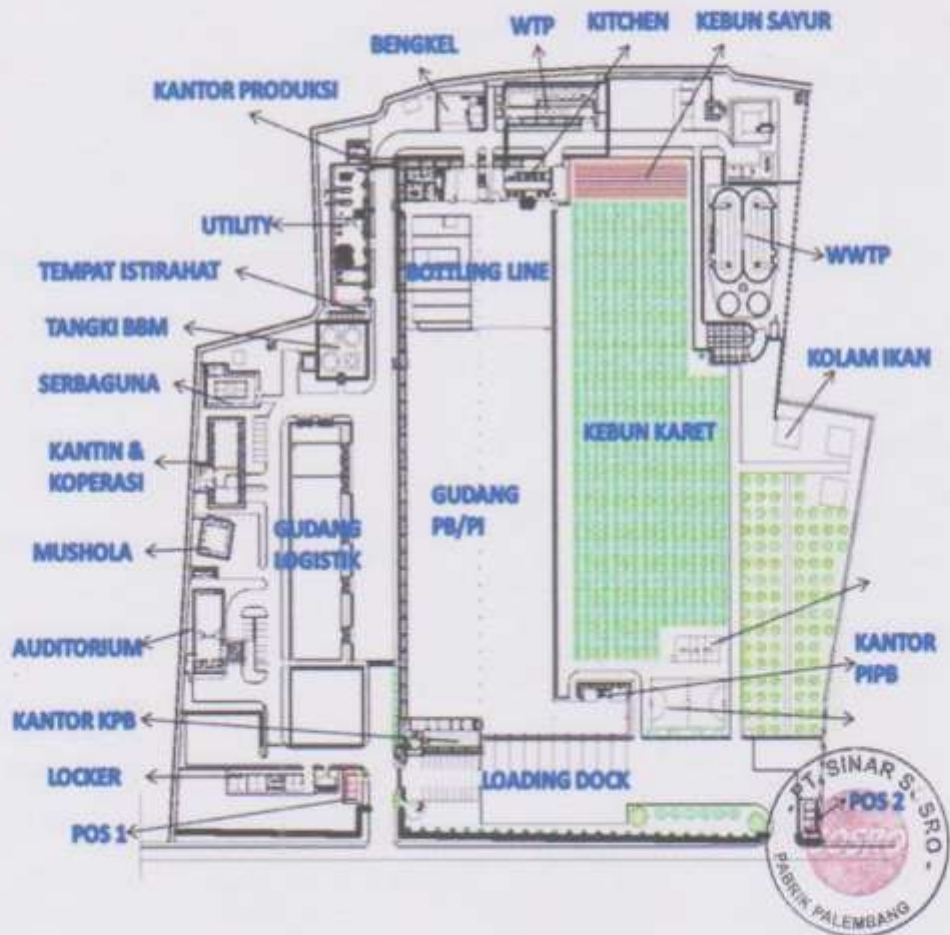 WTP
KITCHEN
KEBUN SAYUR
BENGKEL
KANTOR PRODUKSI
UTILITY
BOTTLING LINE
WWTP
TEMPAT ISTIRAHAT
TANGKI BBM
KOLAM IKAN
SERBAGUNA
KEBUN KARET
KANTIN &
KOPERASI
GUDANG
PB/PI
GUDANG
LOGISTIK
MUSHOLA
AUDITORIUM
KANTOR
PIPB
KANTOR KPB
LOCKER
LOADING DOCK
POS 1
POS 2
PT. SINAR S. SRO
SOSRO
PABRIK PALEMBANG